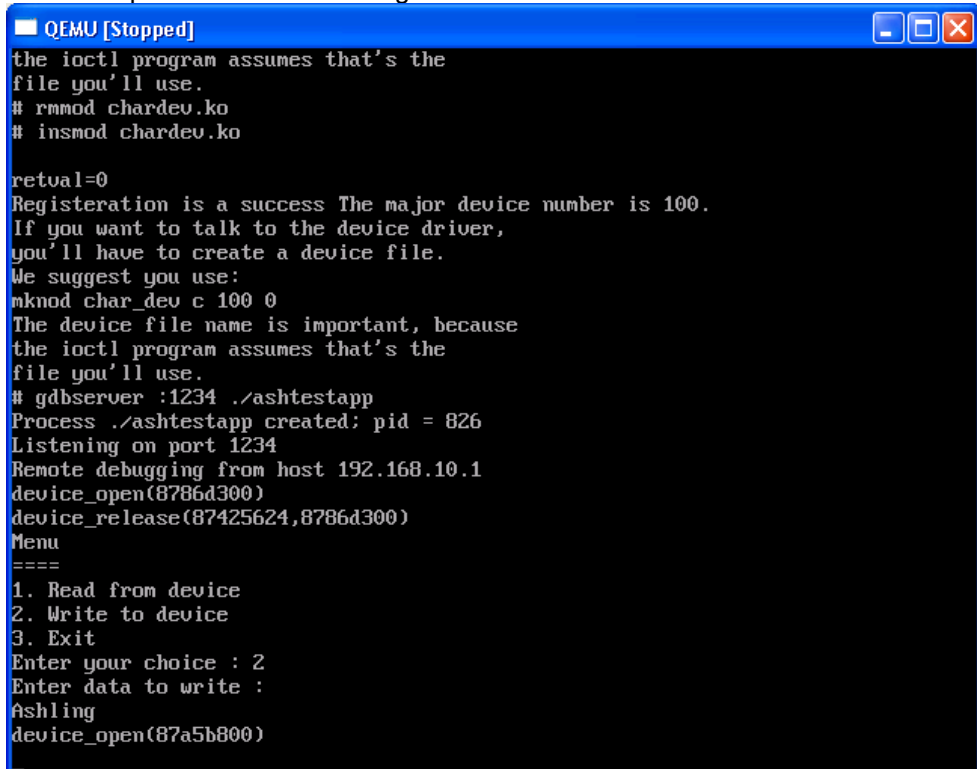 QEMU [Stopped]
the ioctl program assumes that's the
file you'll use.
# rmmod chardev.ko
# insmod chardev.ko
retval=0
Registeration is a success The major device number is 100.
If you want to talk to the device driver,
you'll have to create a device file.
We suggest you use:
mknod char_dev c 100 0
The device file name is important, because
the ioctl program assumes that's the
file you'll use.
# gdbserver :1234 ./ashtestapp
Process ./ashtestapp created; pid = 826
Listening on port 1234
Remote debugging from host 192.168.10.1
device_open(8786d300)
device_release(87425624,8786d300)
Menu
====
1. Read from device
2. Write to device
3. Exit
Enter your choice : 2
Enter data to write :
Ashling
device_open(87a5b800)